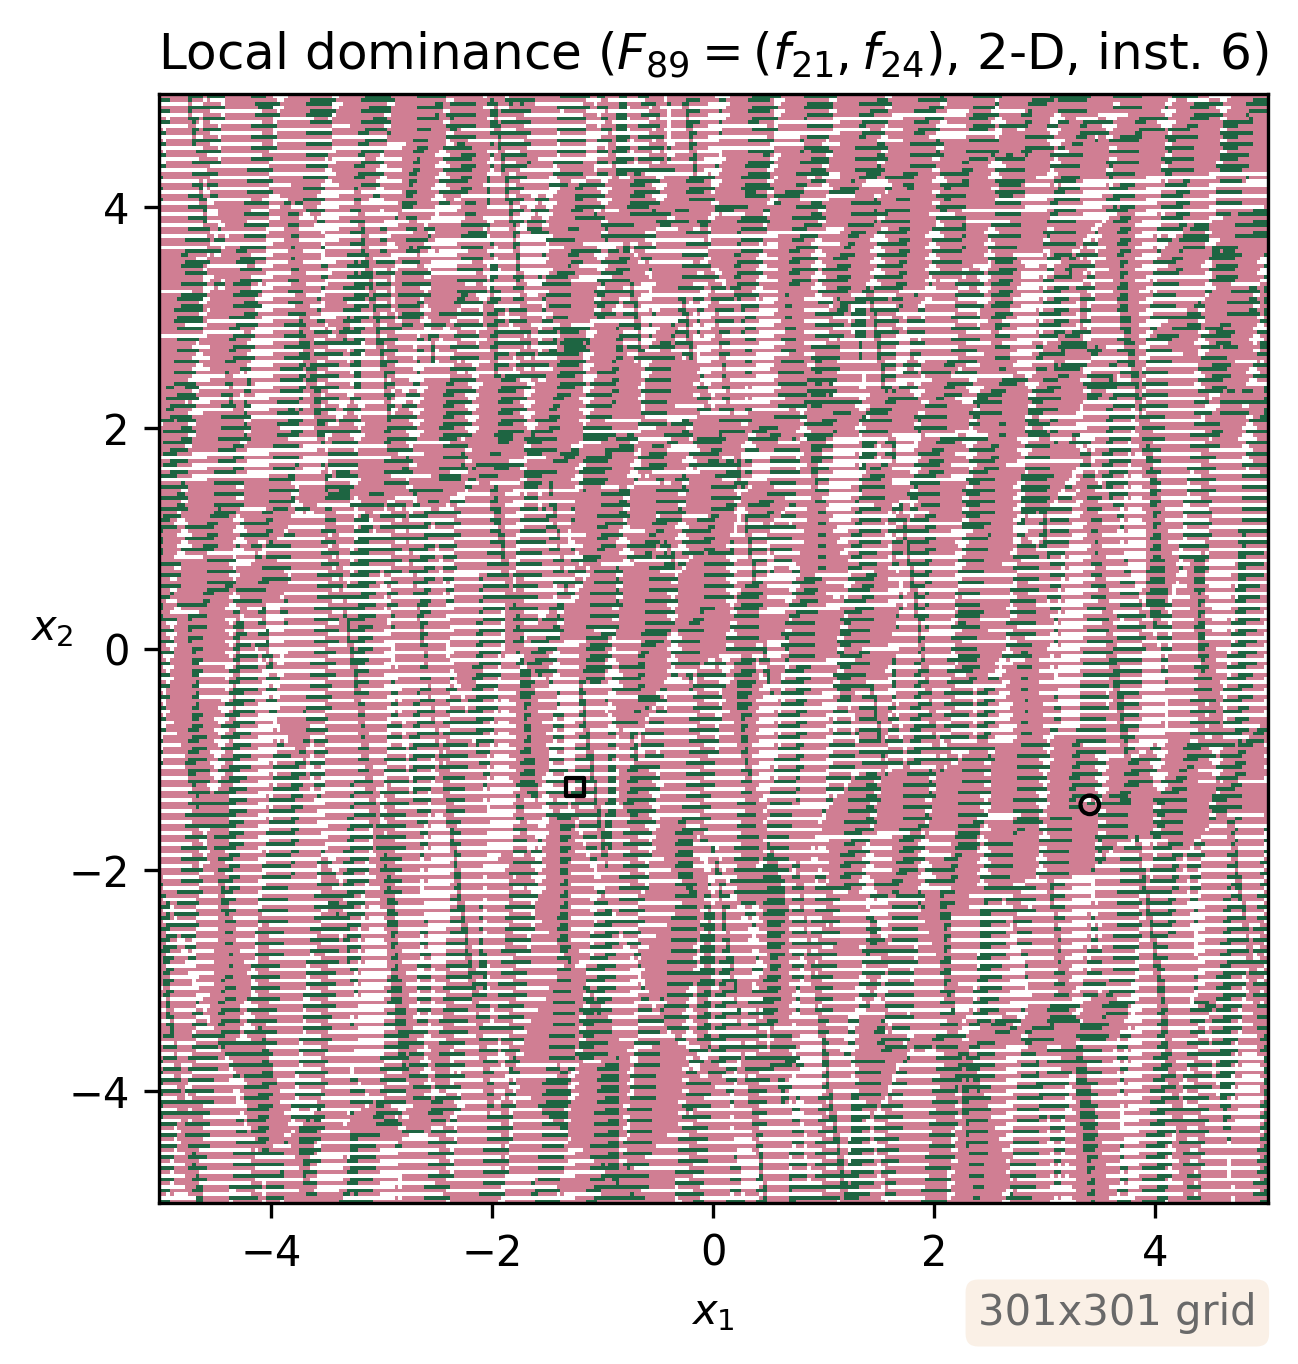 Local dominance (F₈₉ = (f₂₁, f₂₄), 2-D, inst. 6)
4
2
x₂
0
−2
−4
−4 −2 0 2 4
x₁
301x301 grid